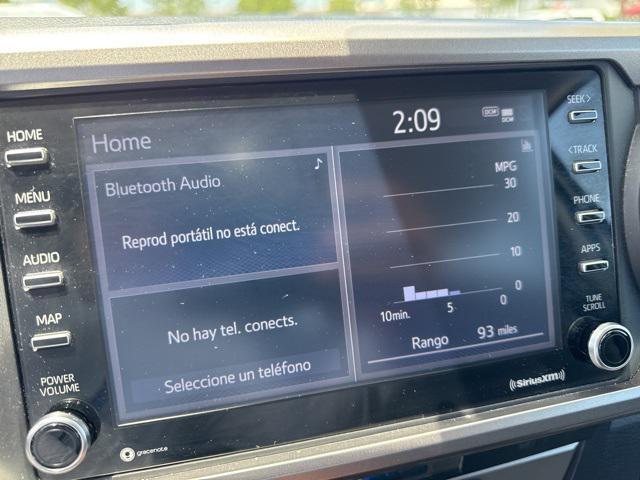 HOME
MENU
AUDIO
MAP
POWER
VOLUME
Home
2:09
DCM
DCM
Bluetooth Audio
Reprod portátil no está conect.
No hay tel. conects.
Seleccione un teléfono
MPG
30
20
10
0
10min.
5
0
Rango 93 miles
SEEK >
< TRACK
PHONE
APPS
TUNE
SCROLL
gracenote
((SiriusXM))